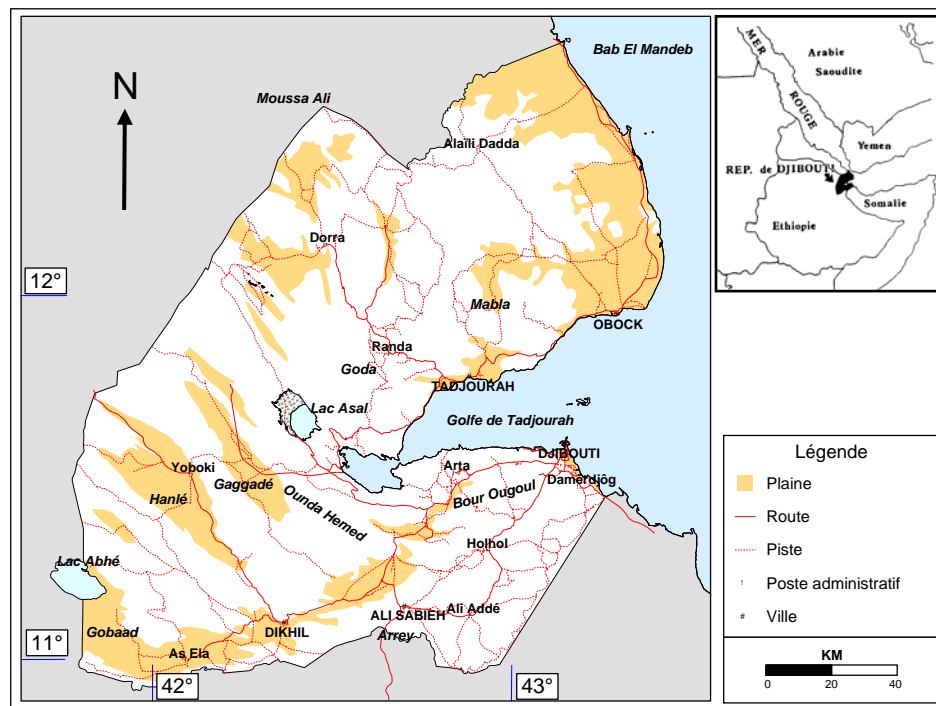 N
Bab El Mandeb
Moussa Ali
Alaïli Dadda
Dorra
12°
Mabla
OBOCK
Randa
Goda
TADJOURAH
Lac Asal
Golfe de Tadjourah
DJIBOUTI
Yoboki
Arta
Damerdjôg
Gaggadé
Hanlé
Ounda Hemed
Bour Ougoul
Holhol
Lac Abhé
ALI SABIEH
Ali Addé
Gobaad
DIKHIL
Arrey
11°
As Ela
42°
43°
MER
ROUGE
Arabie
Saoudite
Yemen
REP. de DJIBOUTI
Somalie
Ethiopie
Légende
Plaine
Route
Piste
! Poste administratif
# Ville
KM
0 20 40